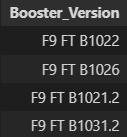 Booster_Version
F9 FT B1022
F9 FT B1026
F9 FT B1021.2
F9 FT B1031.2